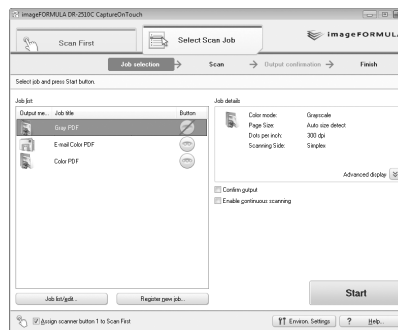 imageFORMULA DR-2510C CaptureOnTouch
Scan First
Select Scan Job
imageFORMULA
Job selection
Scan
Output confirmation
Finish
Select job and press Start button.
Job list
Job details
Output me... Job title Button
Gray PDF
E-mail Color PDF
Color PDF
Color mode: Grayscale
Page Size: Auto size detect
Dots per inch: 300 dpi
Scanning Side: Simplex
Advanced display
Confirm output
Enable continuous scanning
Start
Job list/edit...
Register new job...
Assign scanner button 1 to Scan First
Environ. Settings
? Help...